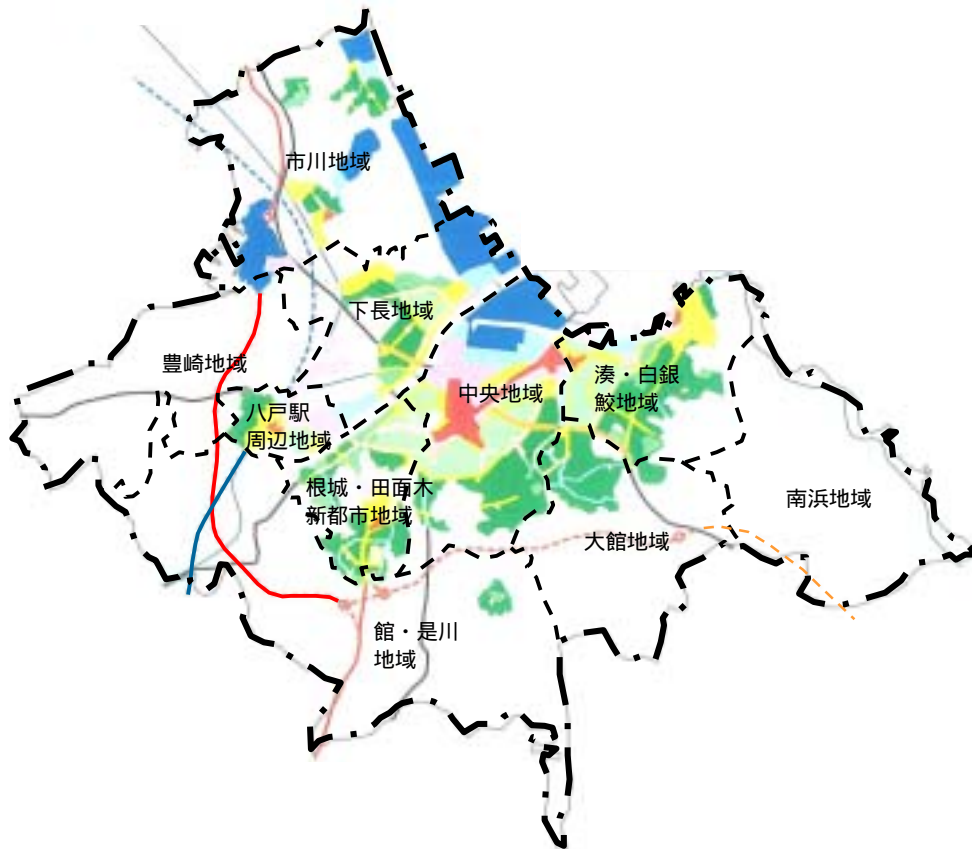 市川地域
下長地域
豊崎地域
八戸駅
周辺地域
中央地域
湊・白銀
鮫地域
根城・田面木
新都市地域
南浜地域
大館地域
館・是川
地域